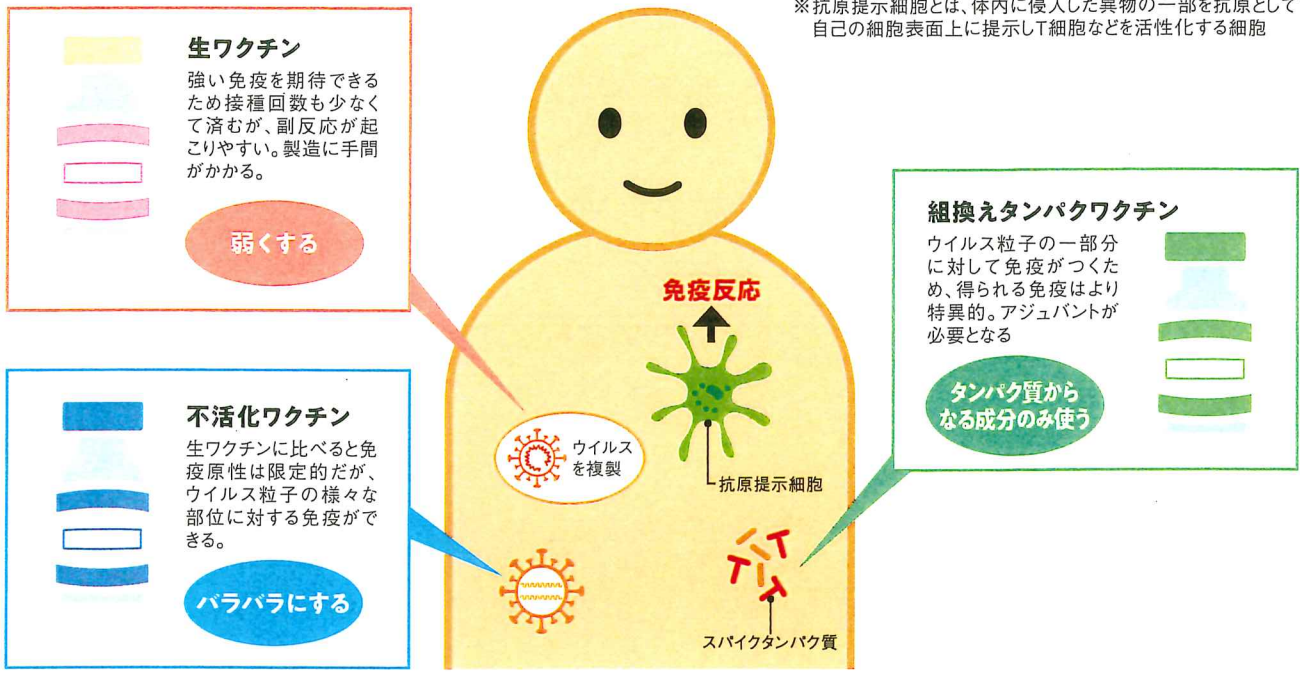 ※抗原提示細胞とは、体内に侵入した異物の一部を抗原として
自己の細胞表面上に提示しT細胞などを活性化する細胞
生ワクチン
強い免疫を期待できる
ため接種回数も少なく
て済むが、副反応が起
こりやすい。製造に手間
がかかる。
弱くする
不活化ワクチン
生ワクチンに比べると免
疫原性は限定的だが、
ウイルス粒子の様々な
部位に対する免疫がで
きる。
バラバラにする
免疫反応
ウイルス
を複製
抗原提示細胞
スパイクタンパク質
組換えタンパクワクチン
ウイルス粒子の一部分
に対して免疫がつくた
め、得られる免疫はより
特異的。アジュバントが
必要となる
タンパク質から
なる成分のみ使う